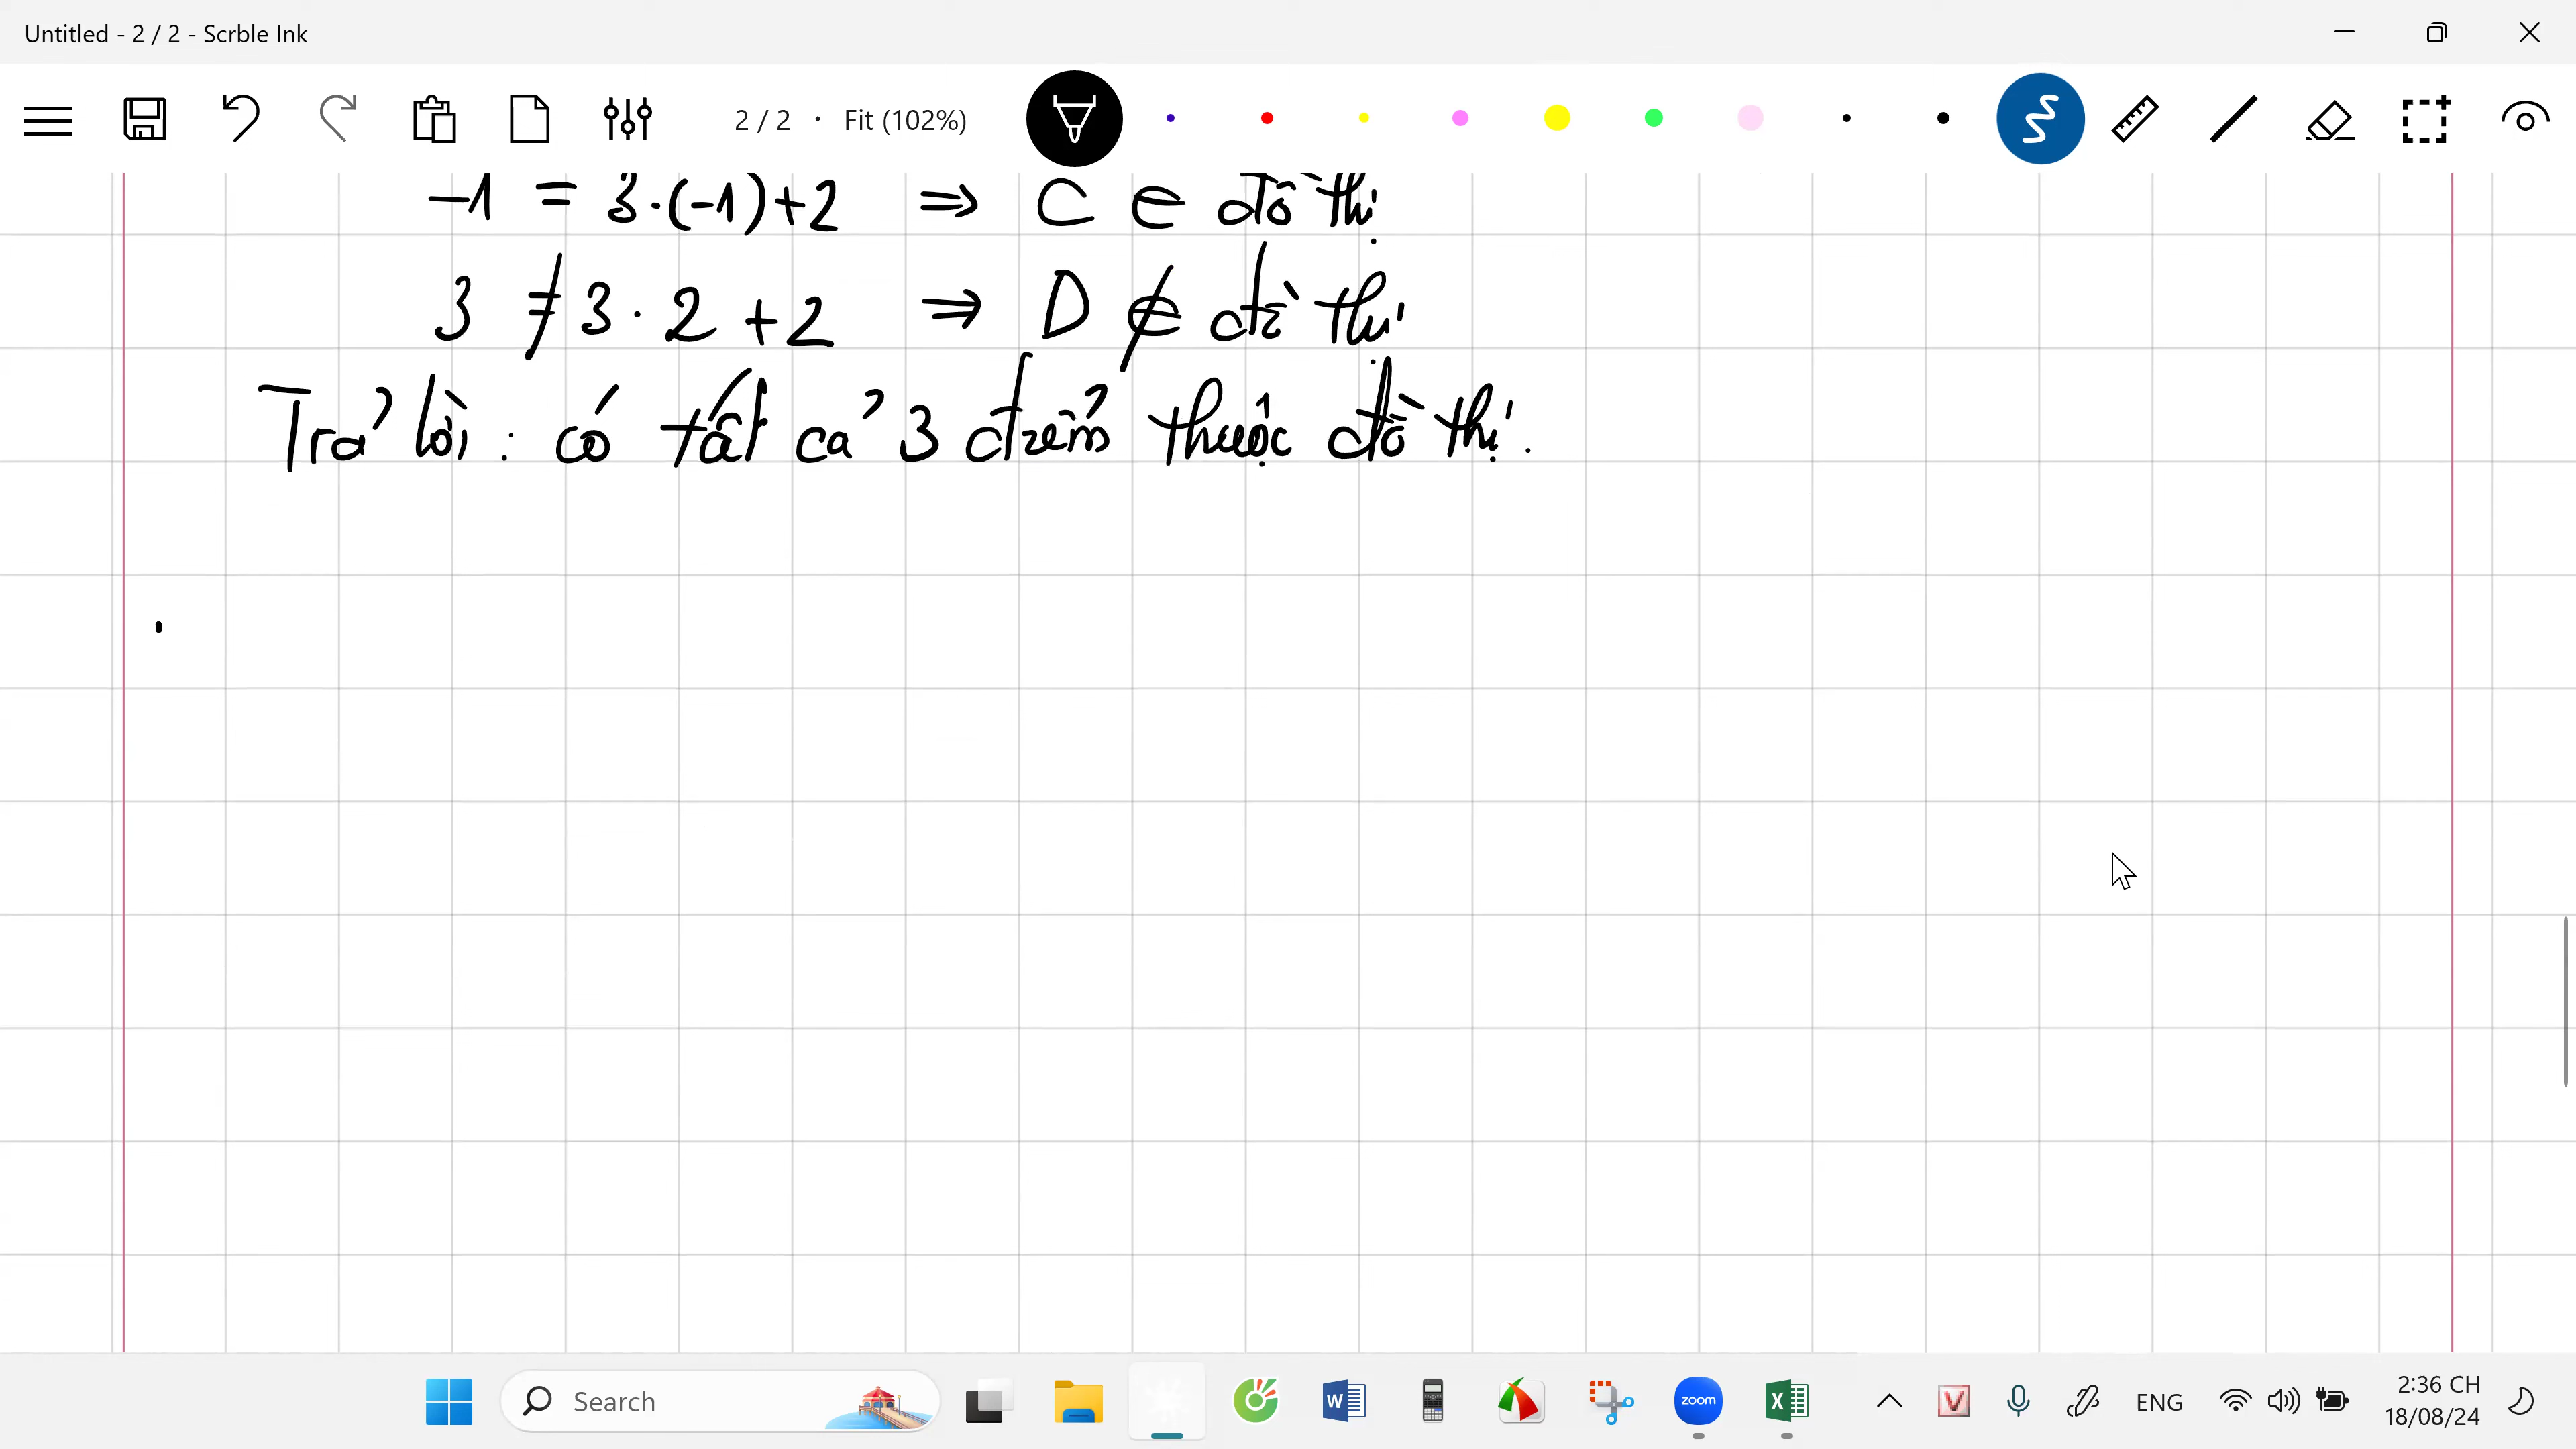 Untitled - 2 / 2 - Scrble Ink
2 / 2 · Fit (102%)
-1 = 3·(-1)+2 ⇒ C ∈ đồ thị
3 ≠ 3·2+2 ⇒ D ∉ đồ thị
Trả lời: có tất cả 3 điểm thuộc đồ thị.
Search
W
zoom
X
V
ENG
2:36 CH
18/08/24